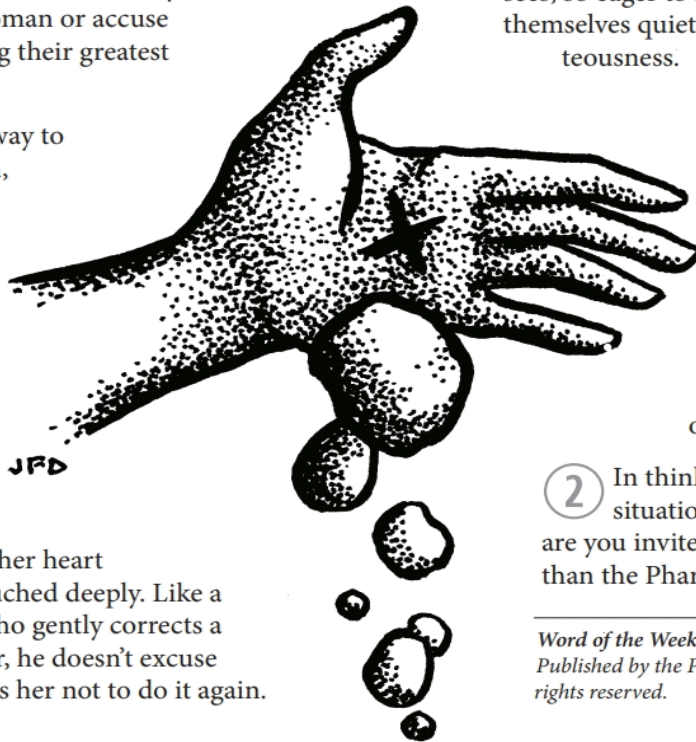 man or accuse
g their greatest
way to
her heart
ched deeply. Like a
ho gently corrects a
r, he doesn't excuse
s her not to do it again.
JFD
themselves quiet
teousness.
2 In think
situation
are you invite
than the Phar
Word of the Week
Published by the P
rights reserved.